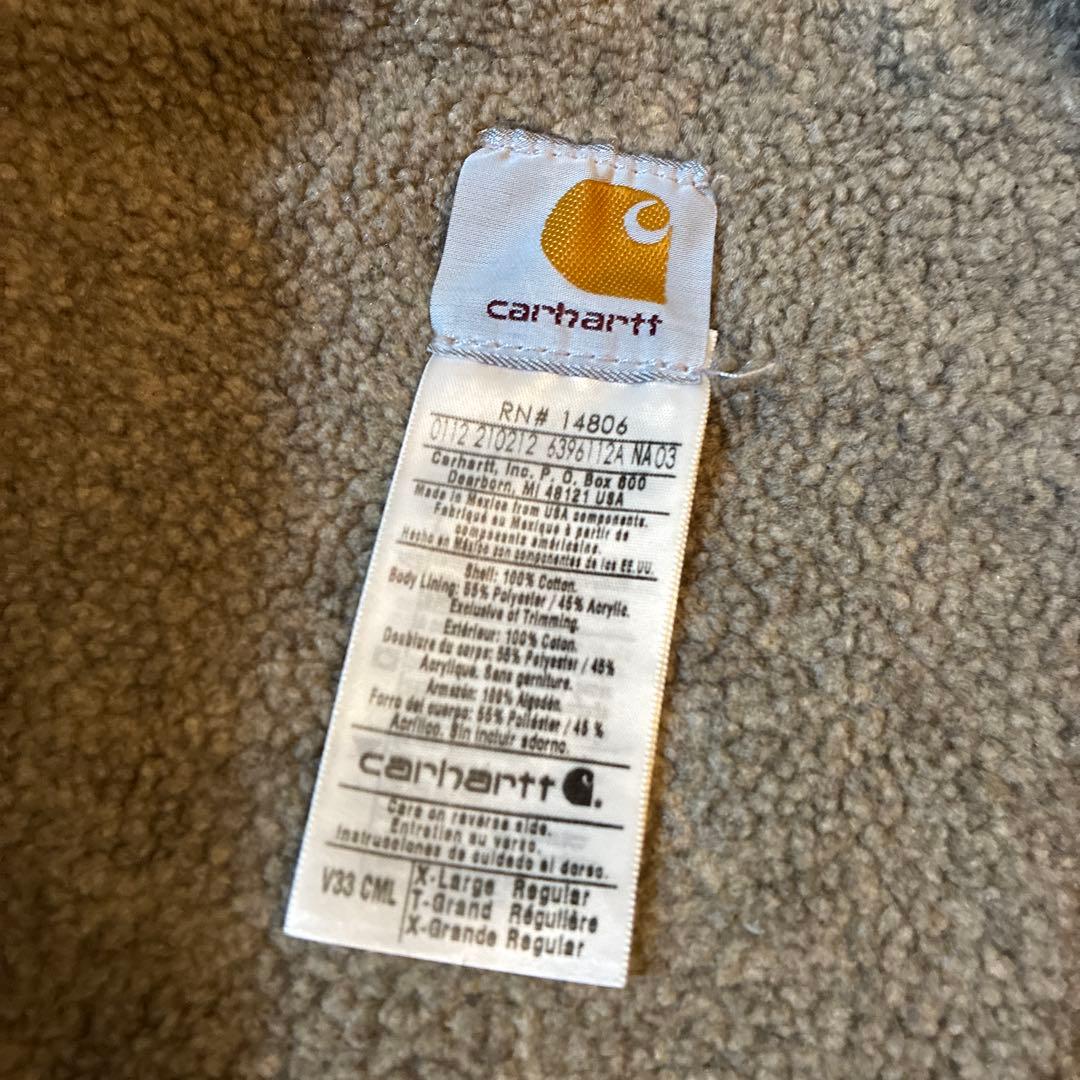 carhartt
RN# 14806
0112 210212 6396112A NA03
Carhartt, Inc. P. O. Box 600
Dearborn, MI 48121 USA
Made in Mexico from USA components.
Fabriqué au Mexique à partir de
composants américains.
Hecho en México con componentes de los EE.UU.
Shell: 100% Cotton.
Body Lining: 55% Polyester / 45% Acrylic.
Exclusive of Trimming.
Extérieur: 100% Coton.
Doublure du corps: 55% Polyester / 45%
Acrylique. Sans garniture.
Armazón: 100% Algodón.
Forro del cuerpo: 55% Poliéster / 45 %
Acrílico. Sin incluir adorno.
carhartt
Care on reverse side.
Entretien au verso.
Instrucciones de cuidado al dorso.
V33 CML
X-Large Regular
T-Grand Régulière
X-Grande Regular